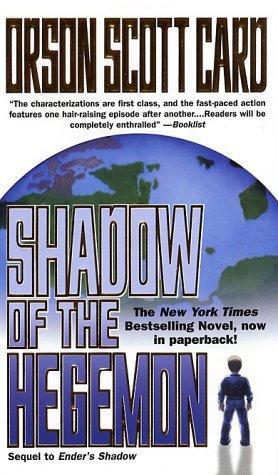 ORSON SCOTT CARD
"The characterizations are first class, and the fast-paced action
features one hair-raising episode after another....Readers will be
completely enthralled" —Booklist
SHADOW
OF THE
HEGEMON
The New York Times
Bestselling Novel, now
in paperback!
Sequel to Ender's Shadow